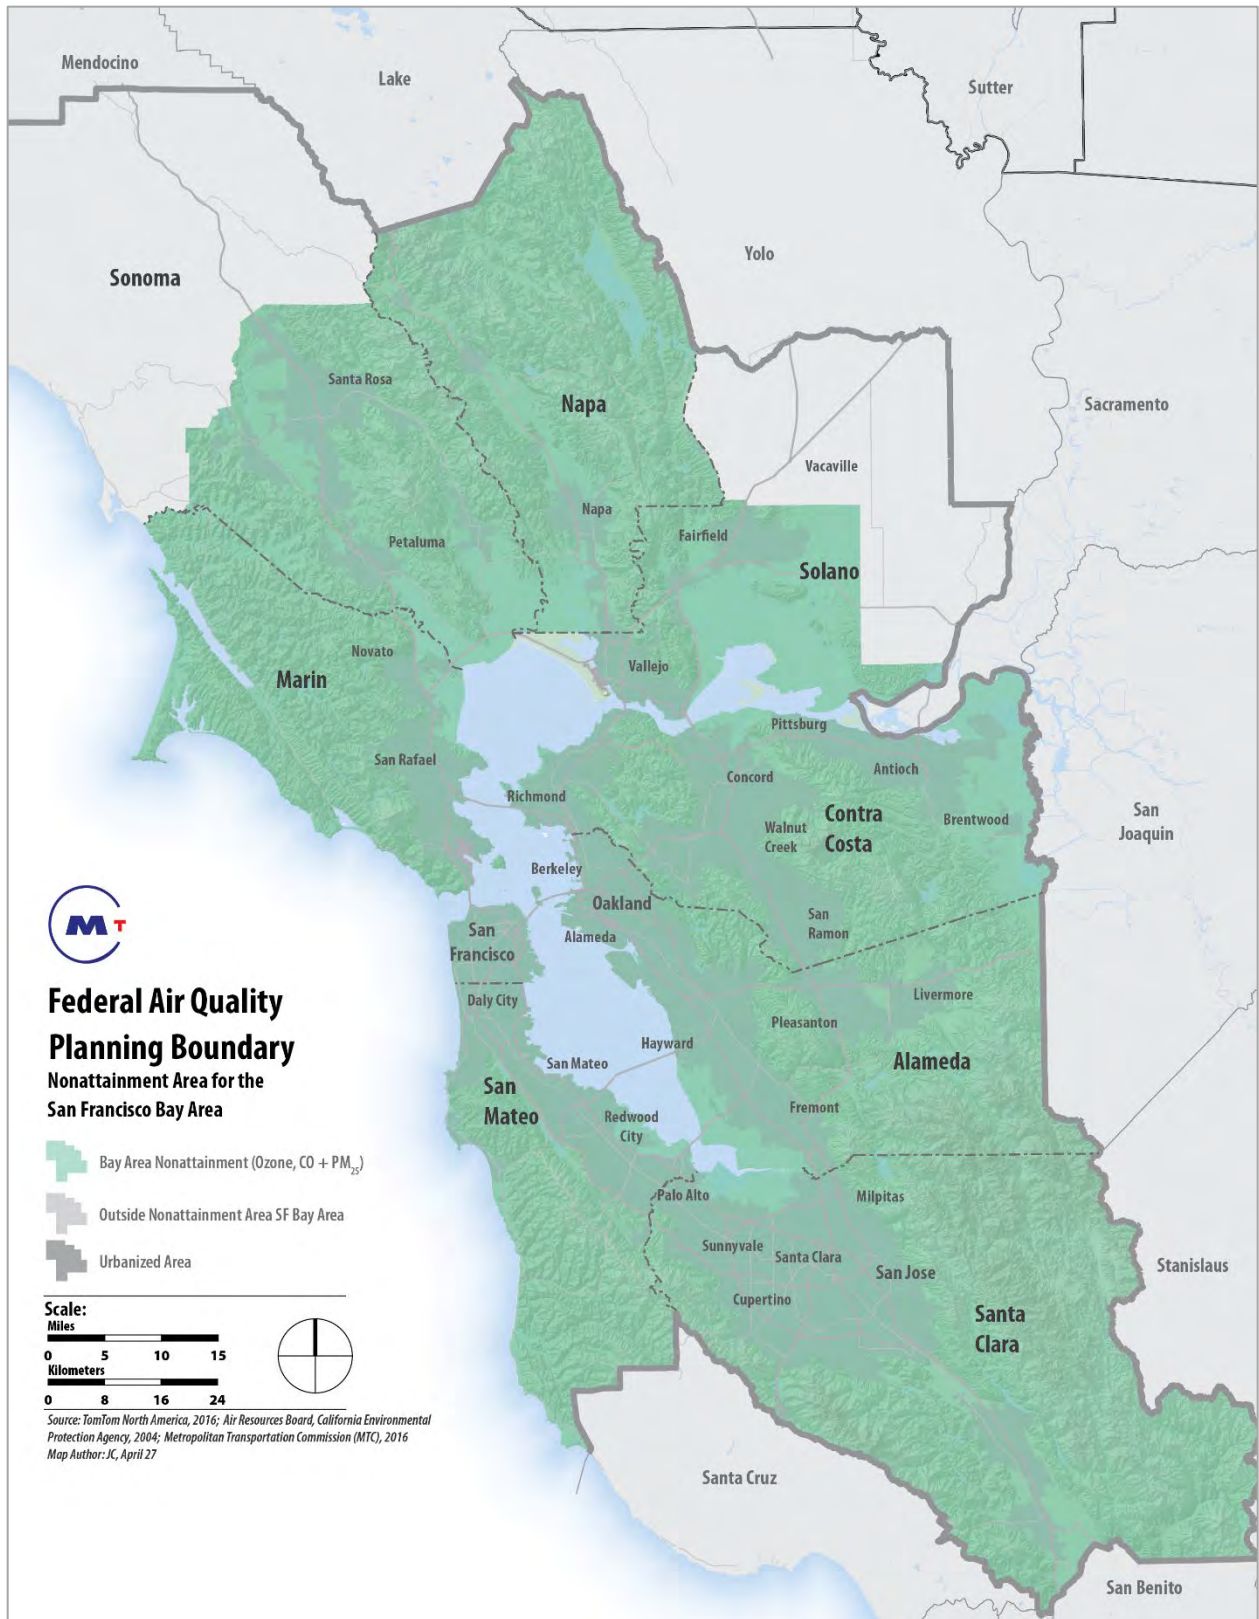 Mendocino
Lake
Sutter
Yolo
Sonoma
Santa Rosa
Napa
Sacramento
Vacaville
Napa
Fairfield
Petaluma
Solano
Novato
Vallejo
Marin
Pittsburg
San Rafael
Antioch
Concord
Richmond
Contra
Costa
Brentwood
San
Joaquin
Walnut
Creek
Berkeley
Oakland
San
Ramon
San
Francisco
Alameda
Daly City
Livermore
Pleasanton
Hayward
San Mateo
Alameda
San
Mateo
Fremont
Redwood
City
Palo Alto
Milpitas
Sunnyvale
Santa Clara
San Jose
Stanislaus
Cupertino
Santa
Clara
Santa Cruz
San Benito
M T
Federal Air Quality
Planning Boundary
Nonattainment Area for the
San Francisco Bay Area
Bay Area Nonattainment (Ozone, CO + PM25)
Outside Nonattainment Area SF Bay Area
Urbanized Area
Scale:
Miles
0 5 10 15
Kilometers
0 8 16 24
Source: TomTom North America, 2016; Air Resources Board, California Environmental
Protection Agency, 2004; Metropolitan Transportation Commission (MTC), 2016
Map Author: JC, April 27